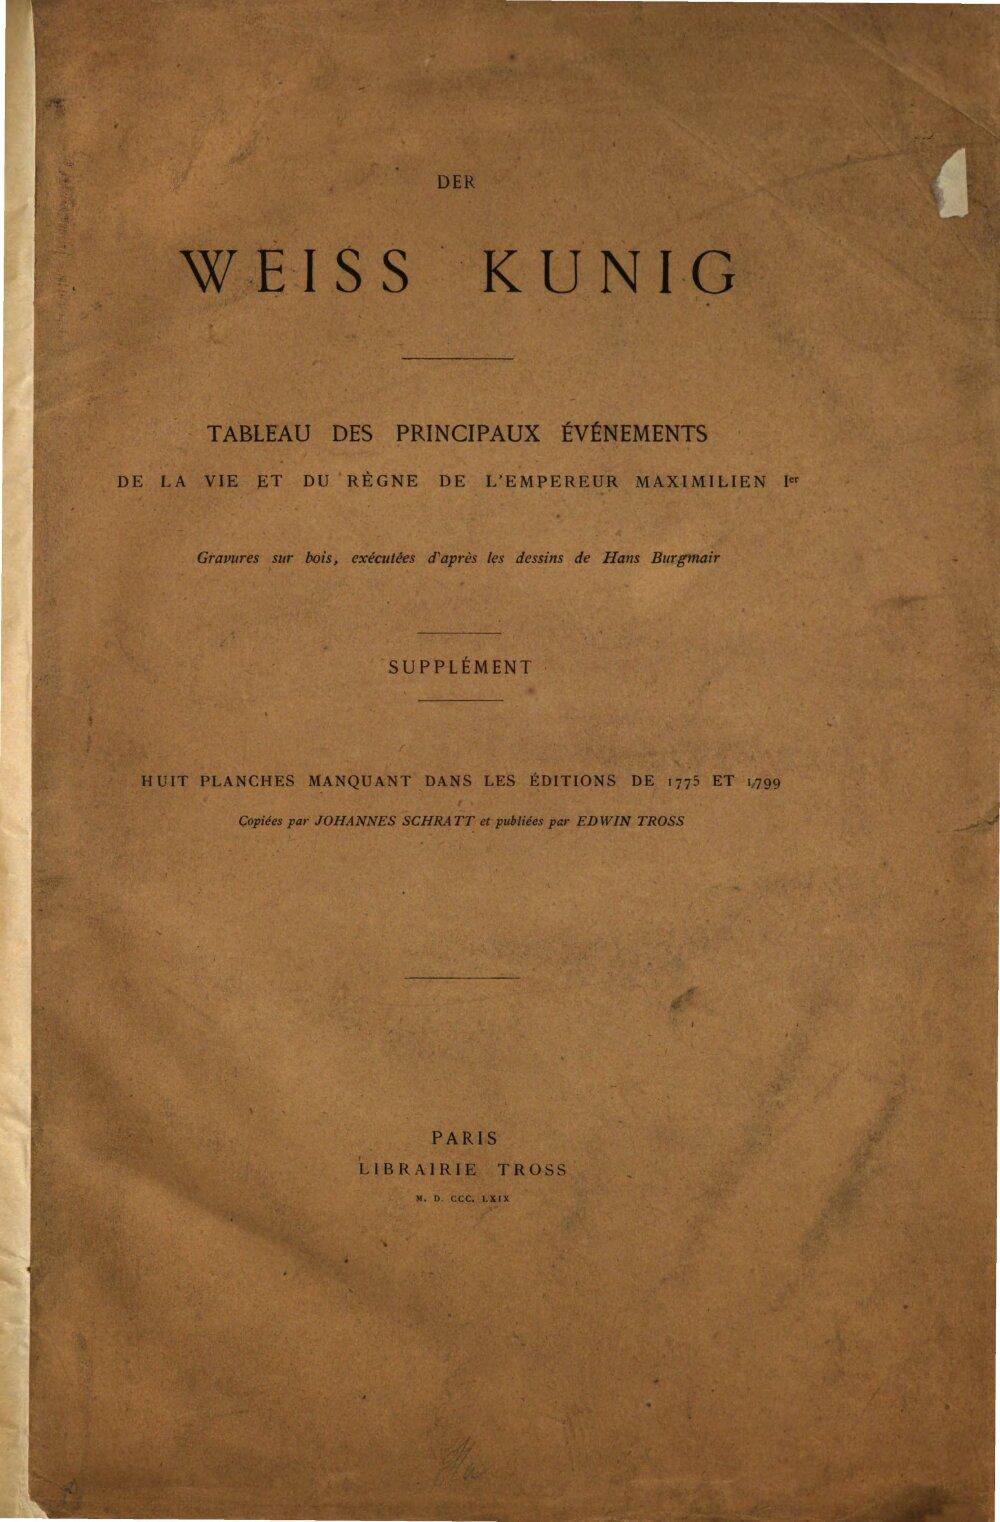 DER
WEISS KUNIG
TABLEAU DES PRINCIPAUX ÉVÉNEMENTS
DE LA VIE ET DU RÈGNE DE L'EMPEREUR MAXIMILIEN Ier
Gravures sur bois, exécutées d'après les dessins de Hans Burgmair
SUPPLÉMENT
HUIT PLANCHES MANQUANT DANS LES ÉDITIONS DE 1775 ET 1799
Copiées par JOHANNES SCHRATT et publiées par EDWIN TROSS
PARIS
LIBRAIRIE TROSS
M. D. CCC. LXIX